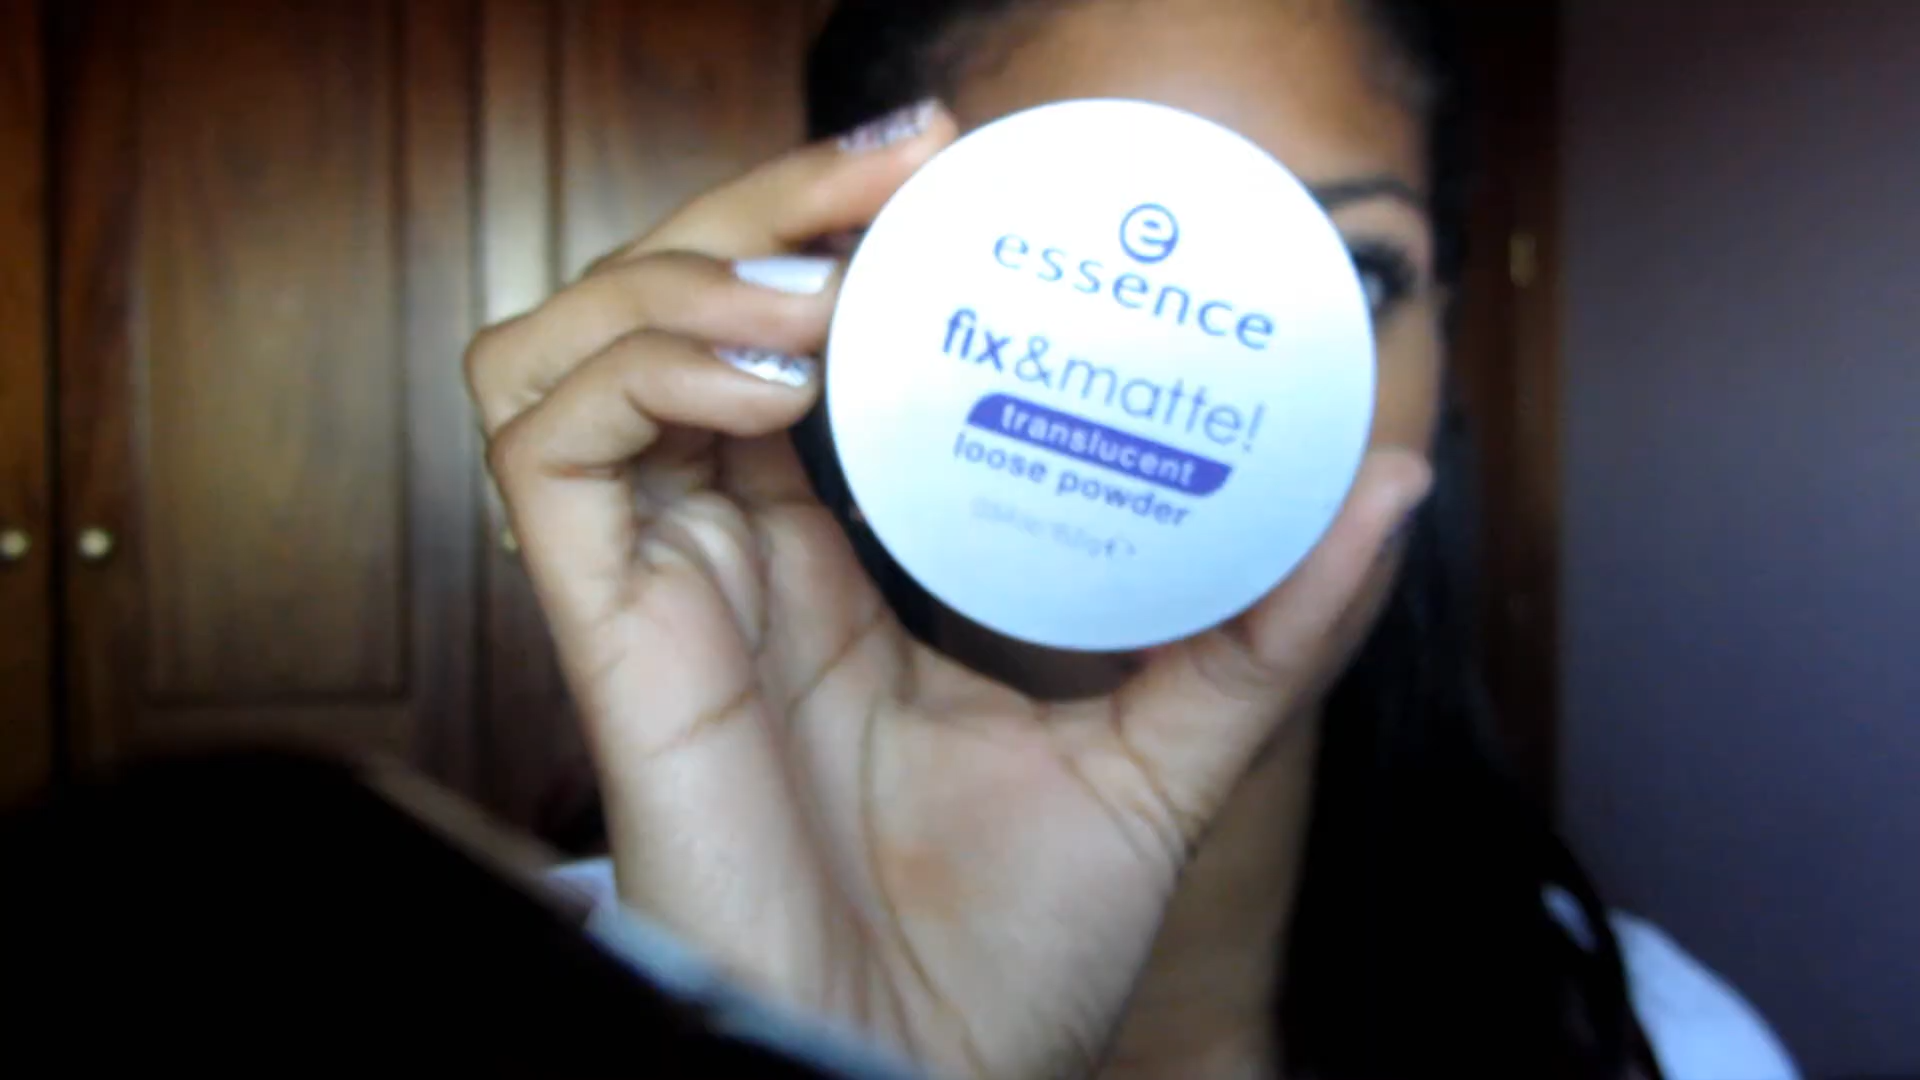 e
essence
fix&matte!
translucent
loose powder